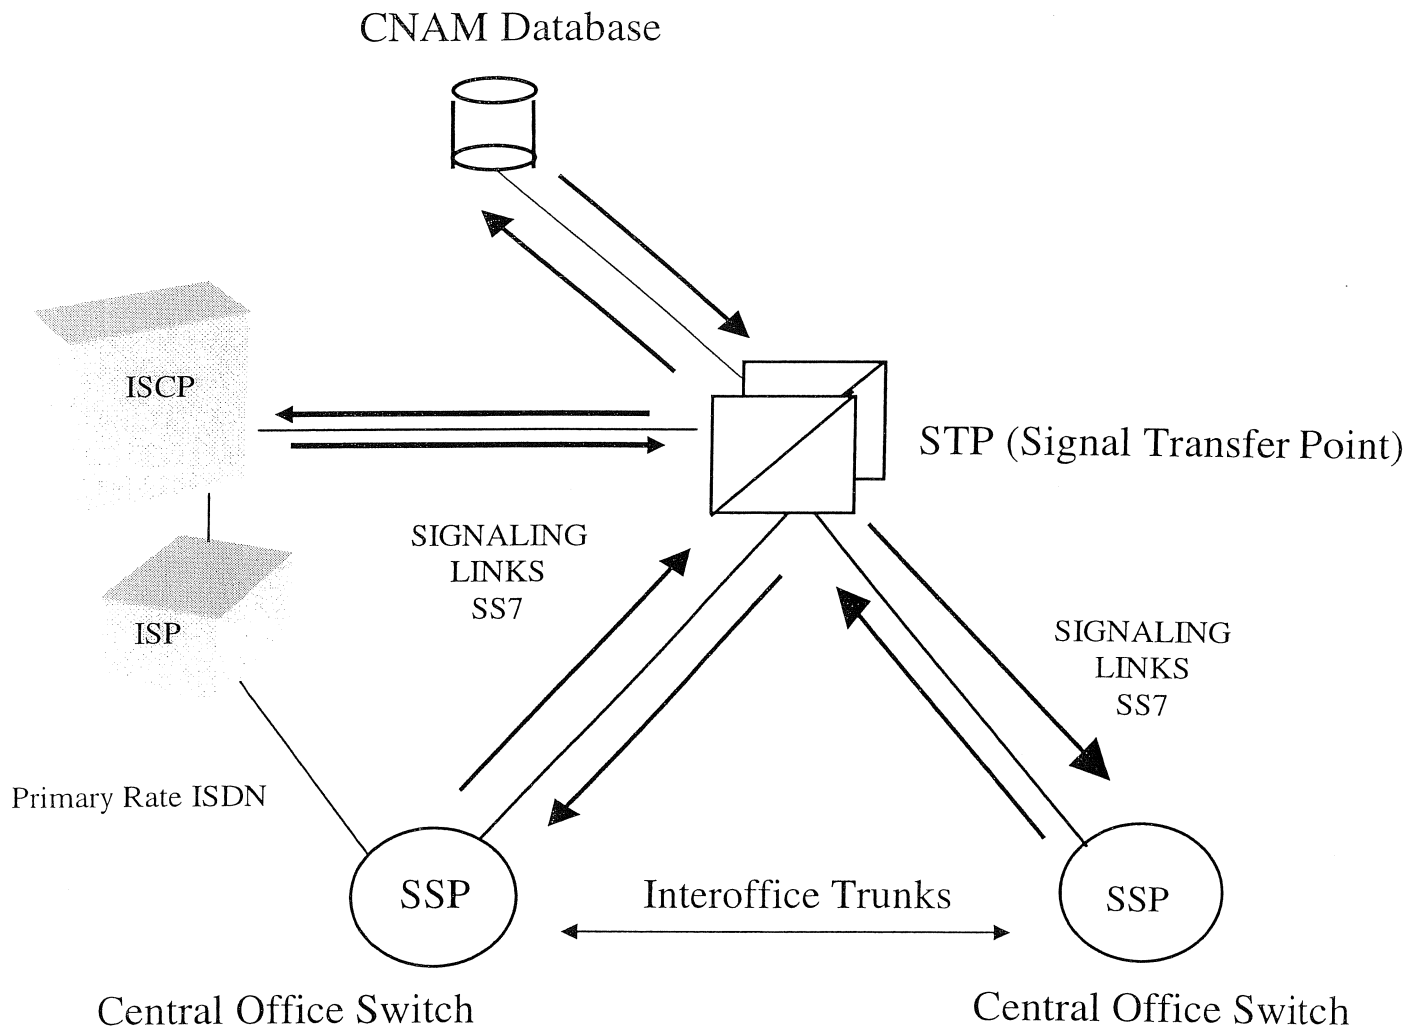 CNAM Database
ISCP
STP (Signal Transfer Point)
SIGNALING
LINKS
SS7
ISP
SIGNALING
LINKS
SS7
Primary Rate ISDN
SSP
Interoffice Trunks
SSP
Central Office Switch
Central Office Switch